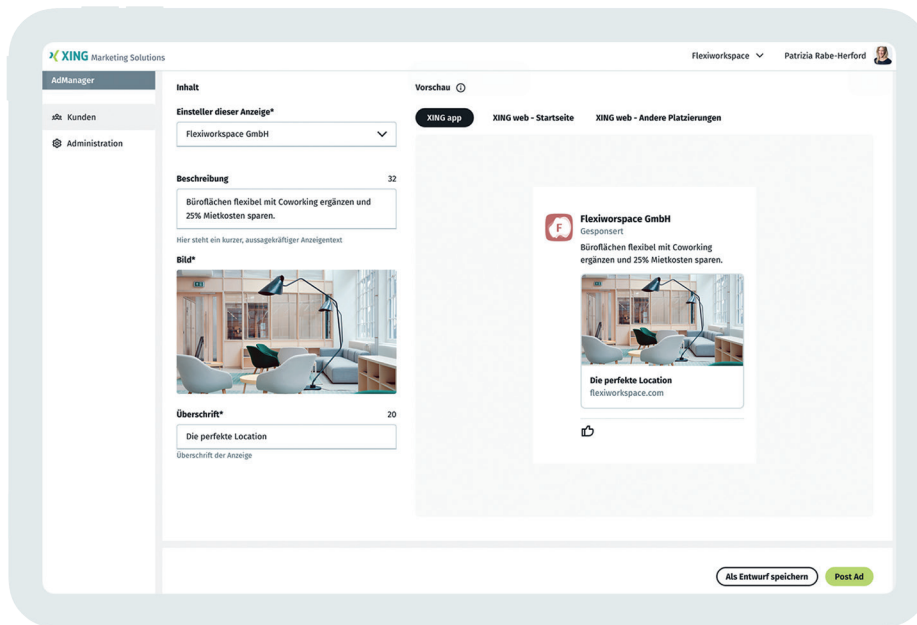 XING Marketing Solutions
Flexiworkspace
Patrizia Rabe-Herford
AdManager
Kunden
Administration
Inhalt
Einsteller dieser Anzeige*
Flexiworkspace GmbH
Beschreibung
32
Büroflächen flexibel mit Coworking ergänzen und
25% Mietkosten sparen.
Hier steht ein kurzer, aussagekräftiger Anzeigentext
Bild*
Überschrift*
20
Die perfekte Location
Überschrift der Anzeige
Vorschau
XING app
XING web - Startseite
XING web - Andere Platzierungen
F
Flexiworspace GmbH
Gesponsert
Büroflächen flexibel mit Coworking
ergänzen und 25% Mietkosten sparen.
Die perfekte Location
flexiworkspace.com
Als Entwurf speichern
Post Ad